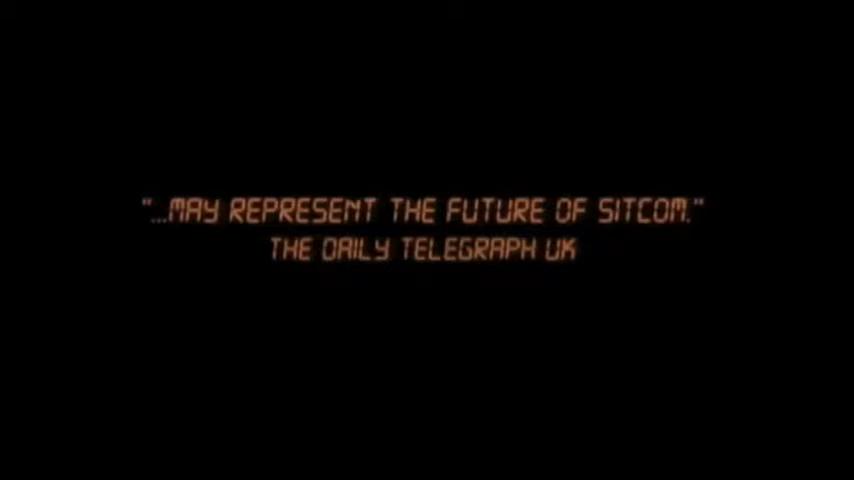 "...MAY REPRESENT THE FUTURE OF SITCOM."
THE DAILY TELEGRAPH UK